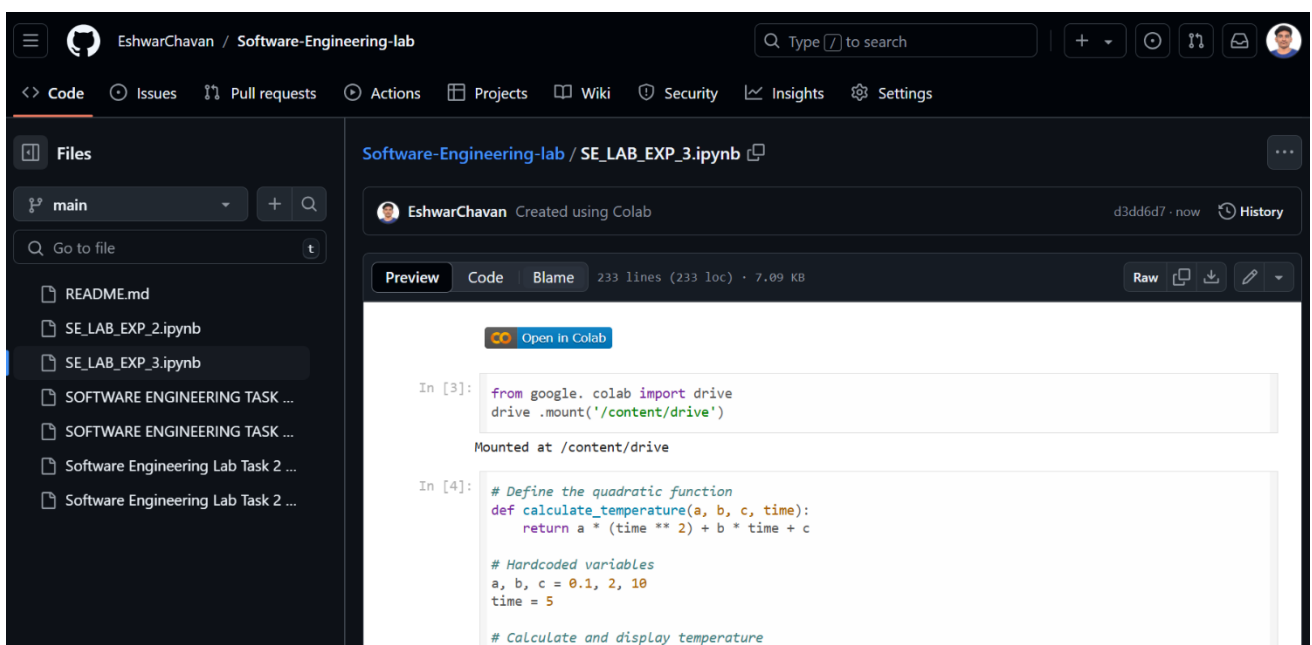 EshwarChavan / Software-Engineering-lab
Type / to search
Code Issues Pull requests Actions Projects Wiki Security Insights Settings
Files
main
Go to file t
README.md
SE_LAB_EXP_2.ipynb
SE_LAB_EXP_3.ipynb
SOFTWARE ENGINEERING TASK ...
SOFTWARE ENGINEERING TASK ...
Software Engineering Lab Task 2 ...
Software Engineering Lab Task 2 ...
Software-Engineering-lab / SE_LAB_EXP_3.ipynb
EshwarChavan Created using Colab d3dd6d7 · now History
Preview Code Blame 233 lines (233 loc) · 7.09 KB Raw
Open in Colab
In [3]: from google. colab import drive
drive .mount('/content/drive')
Mounted at /content/drive
In [4]: # Define the quadratic function
def calculate_temperature(a, b, c, time):
    return a * (time ** 2) + b * time + c
# Hardcoded variables
a, b, c = 0.1, 2, 10
time = 5
# Calculate and display temperature